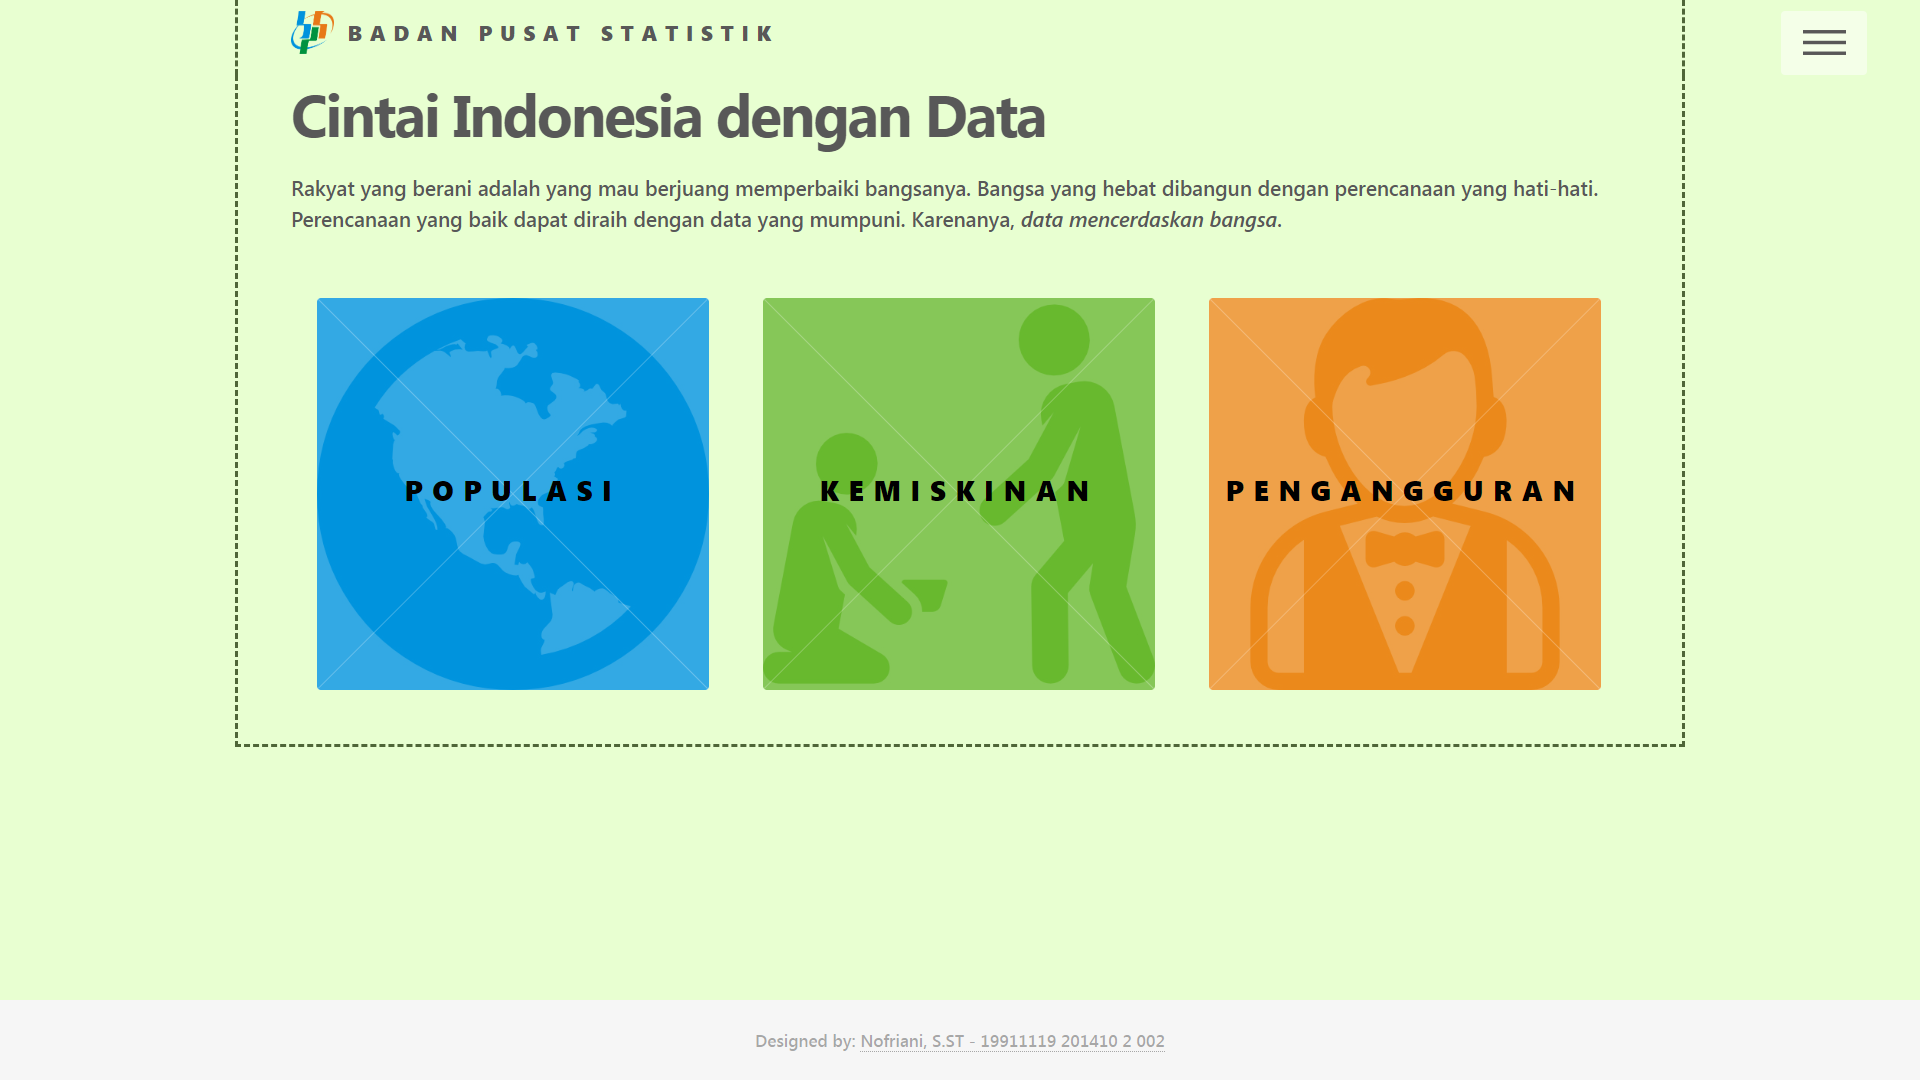 BADAN PUSAT STATISTIK
Cintai Indonesia dengan Data
Rakyat yang berani adalah yang mau berjuang memperbaiki bangsanya. Bangsa yang hebat dibangun dengan perencanaan yang hati-hati.
Perencanaan yang baik dapat diraih dengan data yang mumpuni. Karenanya, data mencerdaskan bangsa.
POPULASI
KEMISKINAN
PENGANGGURAN
Designed by: Nofriani, S.ST - 19911119 201410 2 002